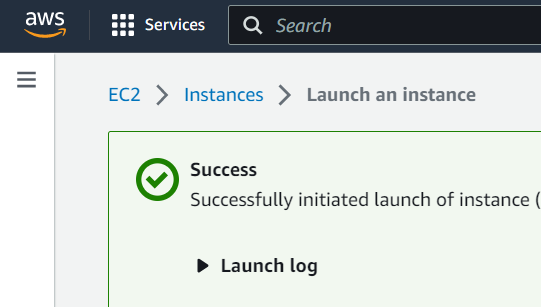 aws
Services
Search
EC2 > Instances > Launch an instance
Success
Successfully initiated launch of instance (
Launch log